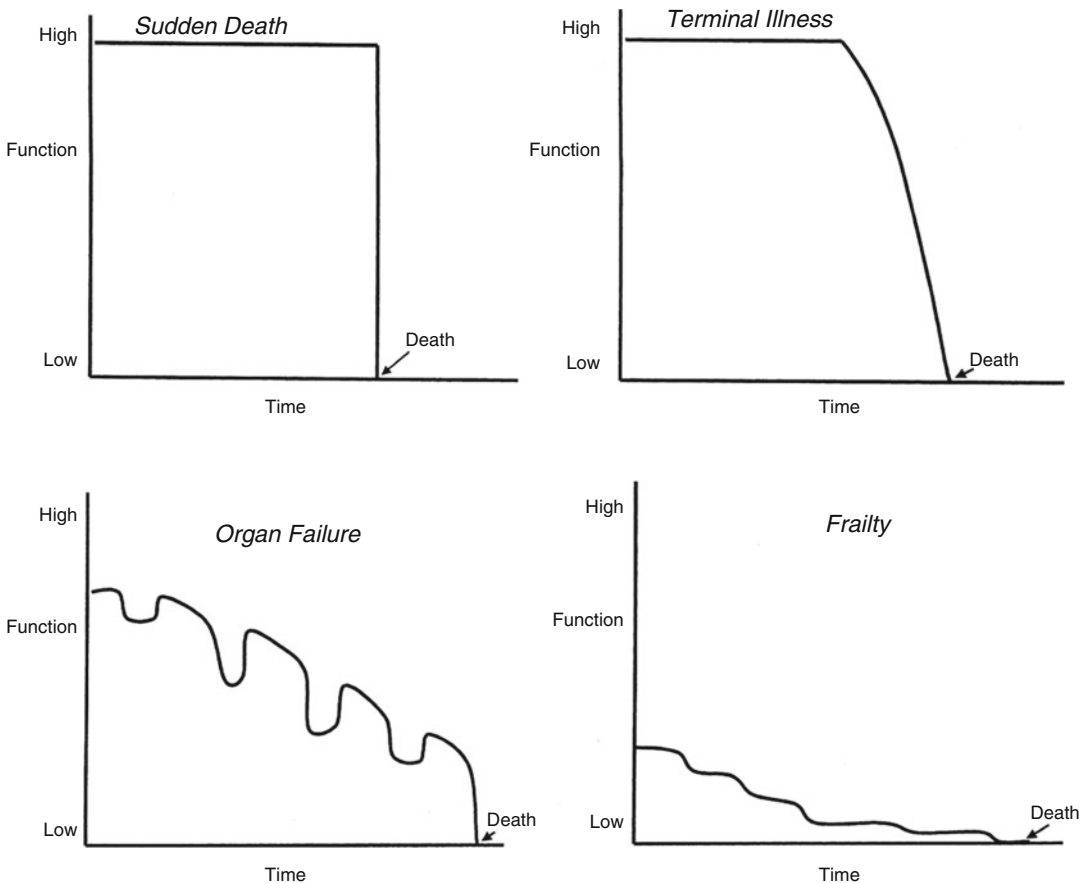 Sudden Death
High
Function
Low
Death
Time
Terminal Illness
High
Function
Low
Death
Time
Organ Failure
High
Function
Low
Death
Time
Frailty
High
Function
Low
Death
Time